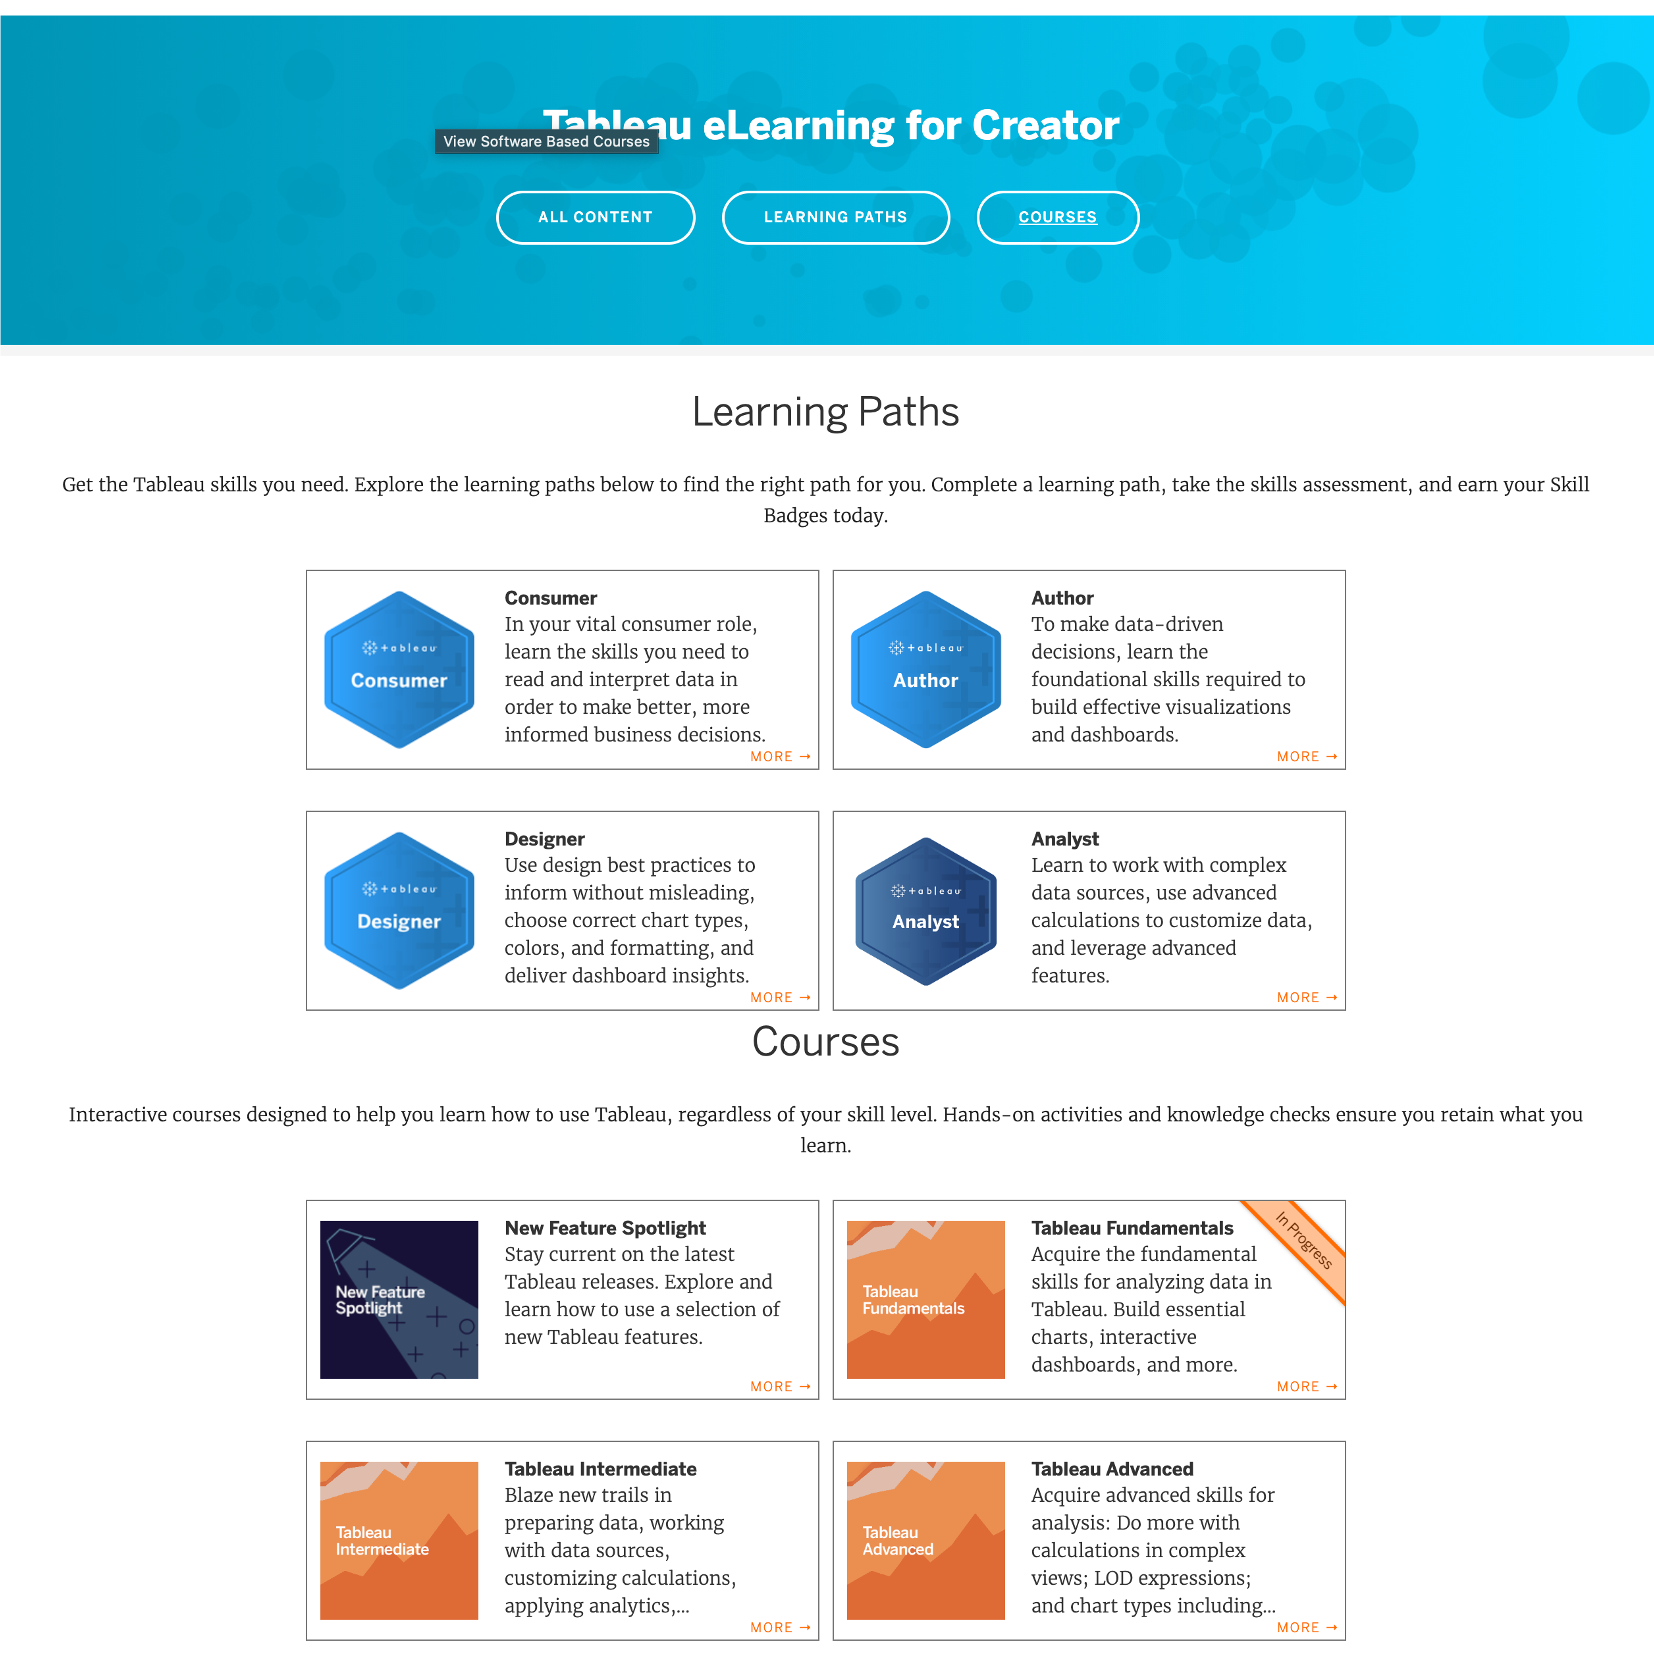 Tableau eLearning for Creator
View Software Based Courses
ALL CONTENT
LEARNING PATHS
COURSES
Learning Paths
Get the Tableau skills you need. Explore the learning paths below to find the right path for you. Complete a learning path, take the skills assessment, and earn your Skill
Badges today.
+ableau
Consumer
Consumer
In your vital consumer role,
learn the skills you need to
read and interpret data in
order to make better, more
informed business decisions.
MORE →
+ableau
Author
Author
To make data-driven
decisions, learn the
foundational skills required to
build effective visualizations
and dashboards.
MORE →
+ableau
Designer
Designer
Use design best practices to
inform without misleading,
choose correct chart types,
colors, and formatting, and
deliver dashboard insights.
MORE →
+ableau
Analyst
Analyst
Learn to work with complex
data sources, use advanced
calculations to customize data,
and leverage advanced
features.
MORE →
Courses
Interactive courses designed to help you learn how to use Tableau, regardless of your skill level. Hands-on activities and knowledge checks ensure you retain what you
learn.
New Feature
Spotlight
New Feature Spotlight
Stay current on the latest
Tableau releases. Explore and
learn how to use a selection of
new Tableau features.
MORE →
Tableau
Fundamentals
Tableau Fundamentals
Acquire the fundamental
skills for analyzing data in
Tableau. Build essential
charts, interactive
dashboards, and more.
In Progress
MORE →
Tableau
Intermediate
Tableau Intermediate
Blaze new trails in
preparing data, working
with data sources,
customizing calculations,
applying analytics,...
MORE →
Tableau
Advanced
Tableau Advanced
Acquire advanced skills for
analysis: Do more with
calculations in complex
views; LOD expressions;
and chart types including...
MORE →